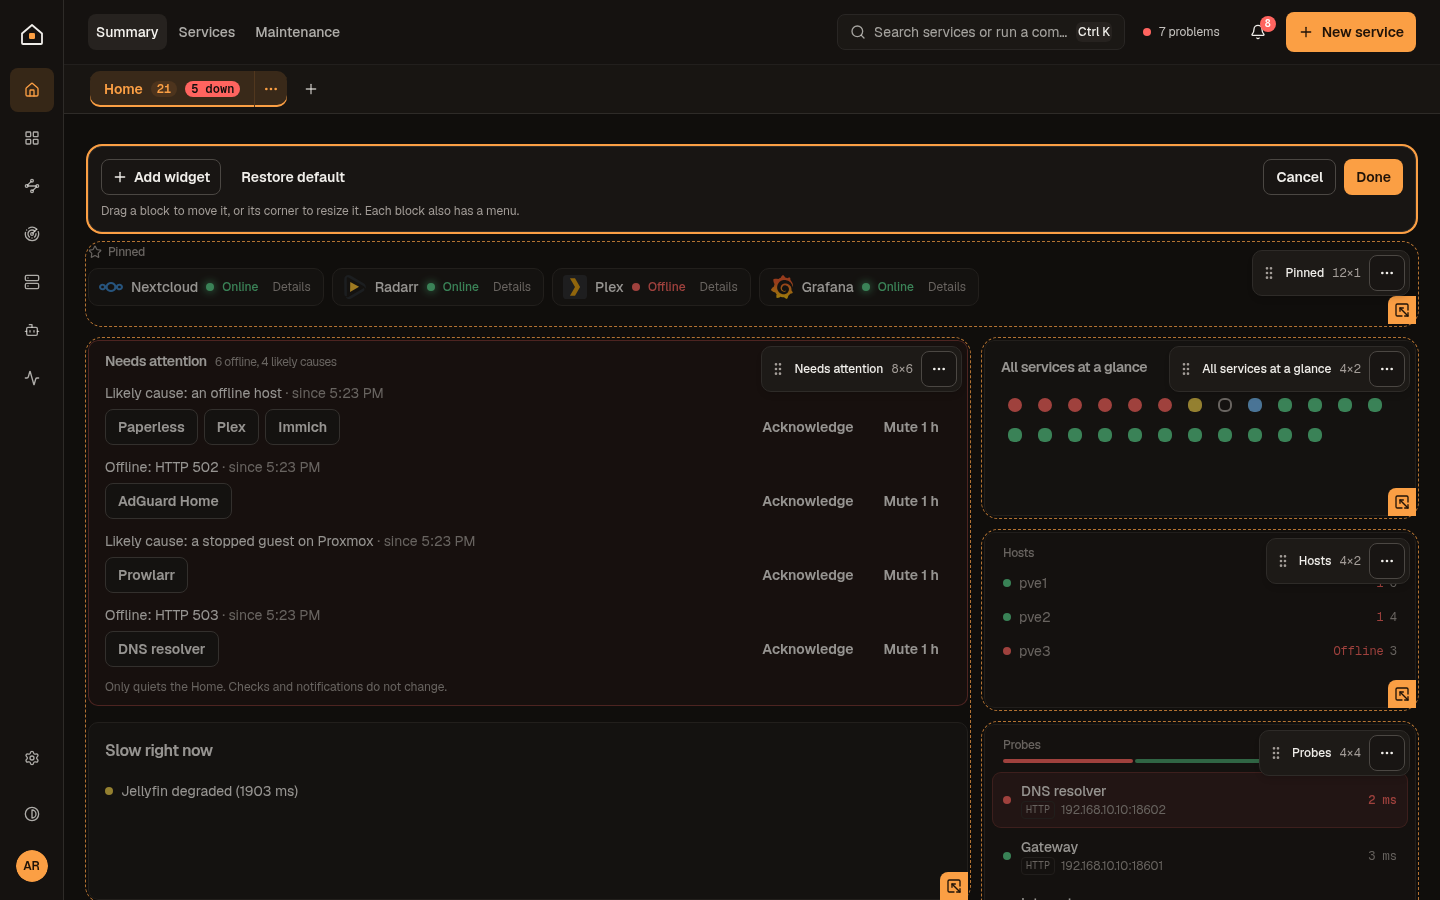 Summary Services Maintenance Search services or run a com... Ctrl K 7 problems 8 + New service
Home 21 5 down ... +
+ Add widget Restore default Cancel Done
Drag a block to move it, or its corner to resize it. Each block also has a menu.
Pinned Pinned 12×1
Nextcloud Online Details Radarr Online Details Plex Offline Details Grafana Online Details
Needs attention 6 offline, 4 likely causes Needs attention 8×6
Likely cause: an offline host · since 5:23 PM
Paperless Plex Immich Acknowledge Mute 1 h
Offline: HTTP 502 · since 5:23 PM
AdGuard Home Acknowledge Mute 1 h
Likely cause: a stopped guest on Proxmox · since 5:23 PM
Prowlarr Acknowledge Mute 1 h
Offline: HTTP 503 · since 5:23 PM
DNS resolver Acknowledge Mute 1 h
Only quiets the Home. Checks and notifications do not change.
Slow right now
Jellyfin degraded (1903 ms)
All services at a glance All services at a glance 4×2
Hosts Hosts 4×2
pve1
pve2 1 4
pve3 Offline 3
Probes Probes 4×4
DNS resolver
HTTP 192.168.10.10:18602 2 ms
Gateway
HTTP 192.168.10.10:18601 3 ms
AR